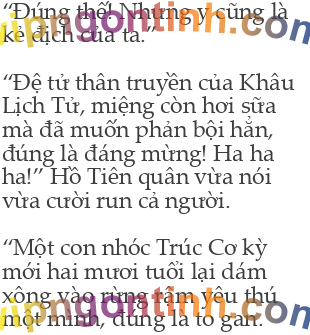 “Đúng thế! Nhưng y cũng là
kẻ địch của ta.”
“Đệ tử thân truyền của Khâu
Lịch Tử, miệng còn hơi sữa
mà đã muốn phản bội hắn,
đúng là đáng mừng! Ha ha
ha!” Hồ Tiên quân vừa nói
vừa cười run cả người.
“Một con nhóc Trúc Cơ kỳ
mới hai mươi tuổi lại dám
xông vào rừng rậm yêu thú
một mình, đúng là to gan
vipngontinh.com
vipngontinh.com